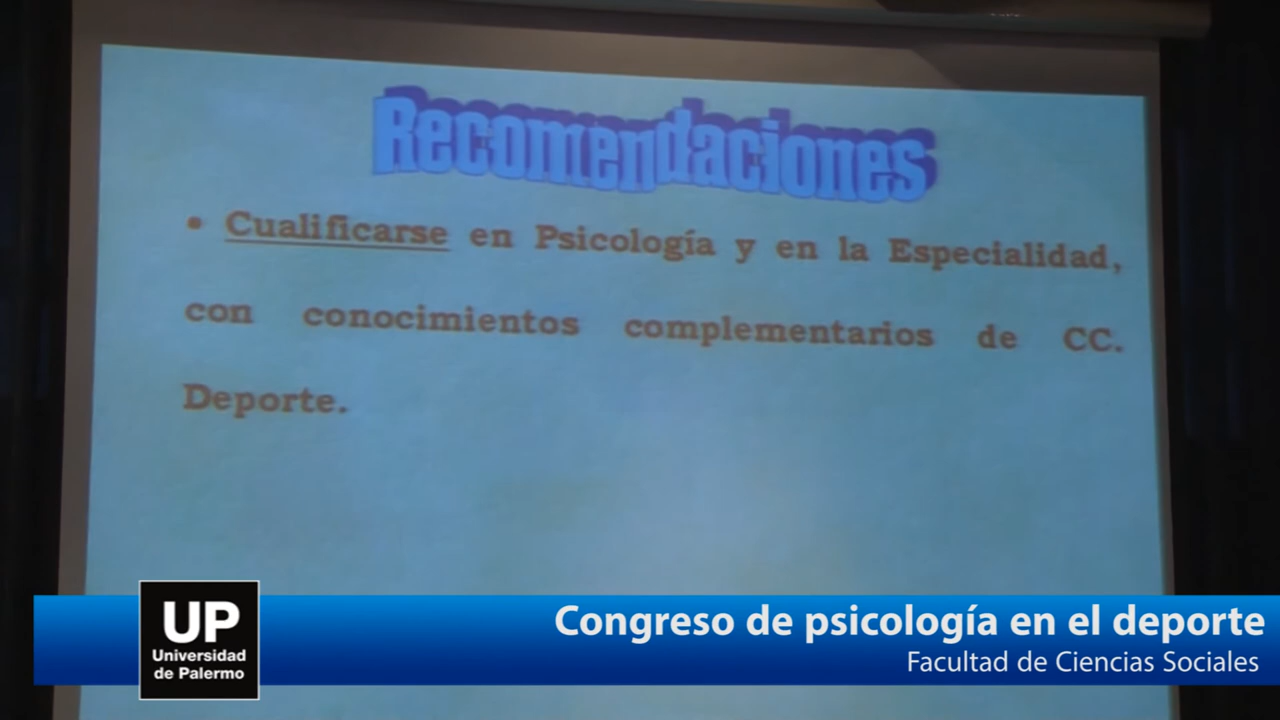 Recomendaciones
• Cualificarse en Psicología y en la Especialidad,
con conocimientos complementarios de CC.
Deporte.
UP
Universidad
de Palermo
Congreso de psicología en el deporte
Facultad de Ciencias Sociales